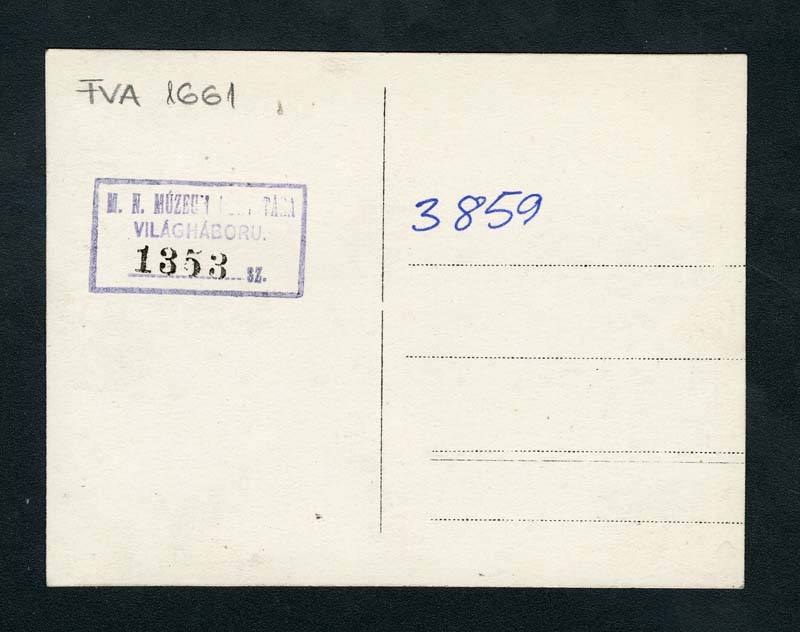 FVA 1661
M. N. MÚZEUM
VILÁGHÁBORU.
1353 SZ.
3859